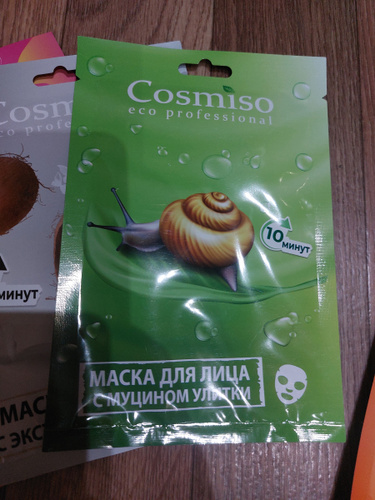 Cosmiso
eco professional
10 минут
МАСКА ДЛЯ ЛИЦА
С МУЦИНОМ УЛИТКИ
Cosm
eco profe
минут
МАС
С ЭКС